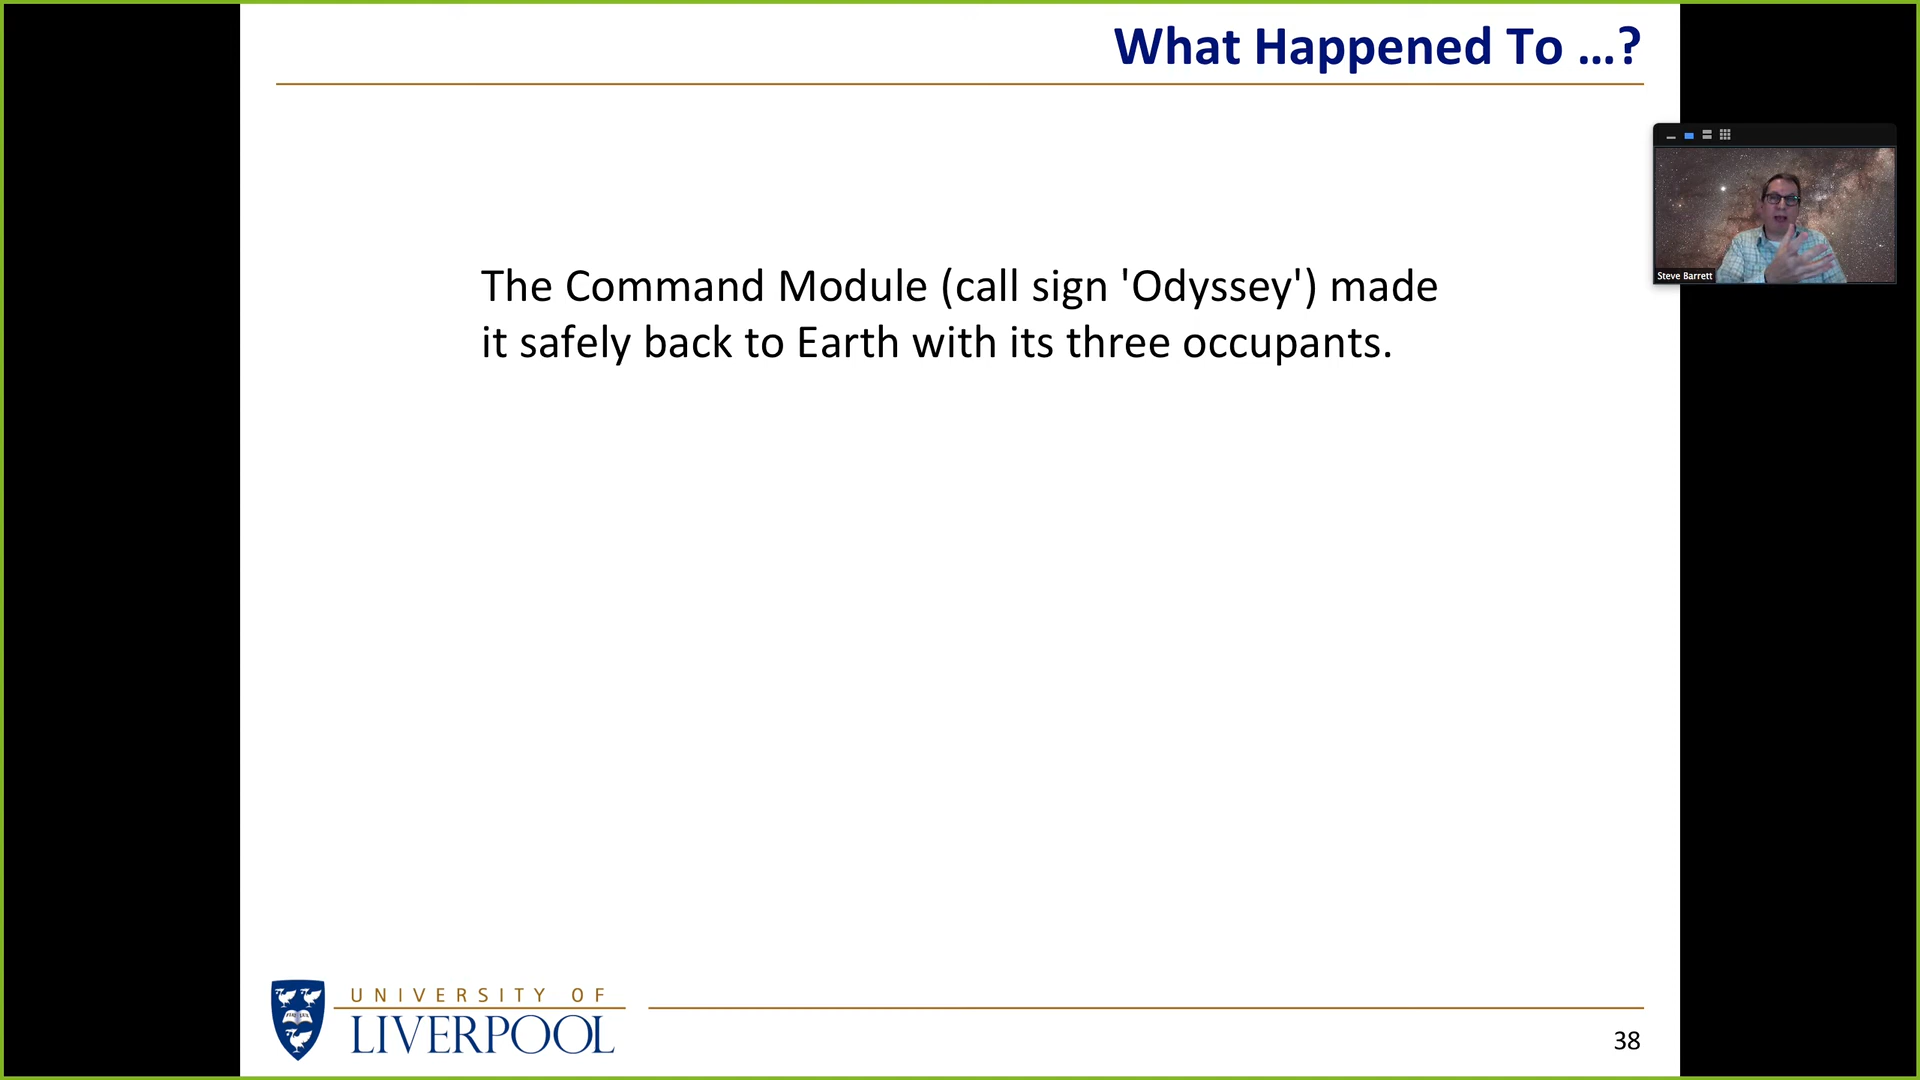 What Happened To ...?
Steve Barrett
The Command Module (call sign 'Odyssey') made
it safely back to Earth with its three occupants.
UNIVERSITY OF
LIVERPOOL
38